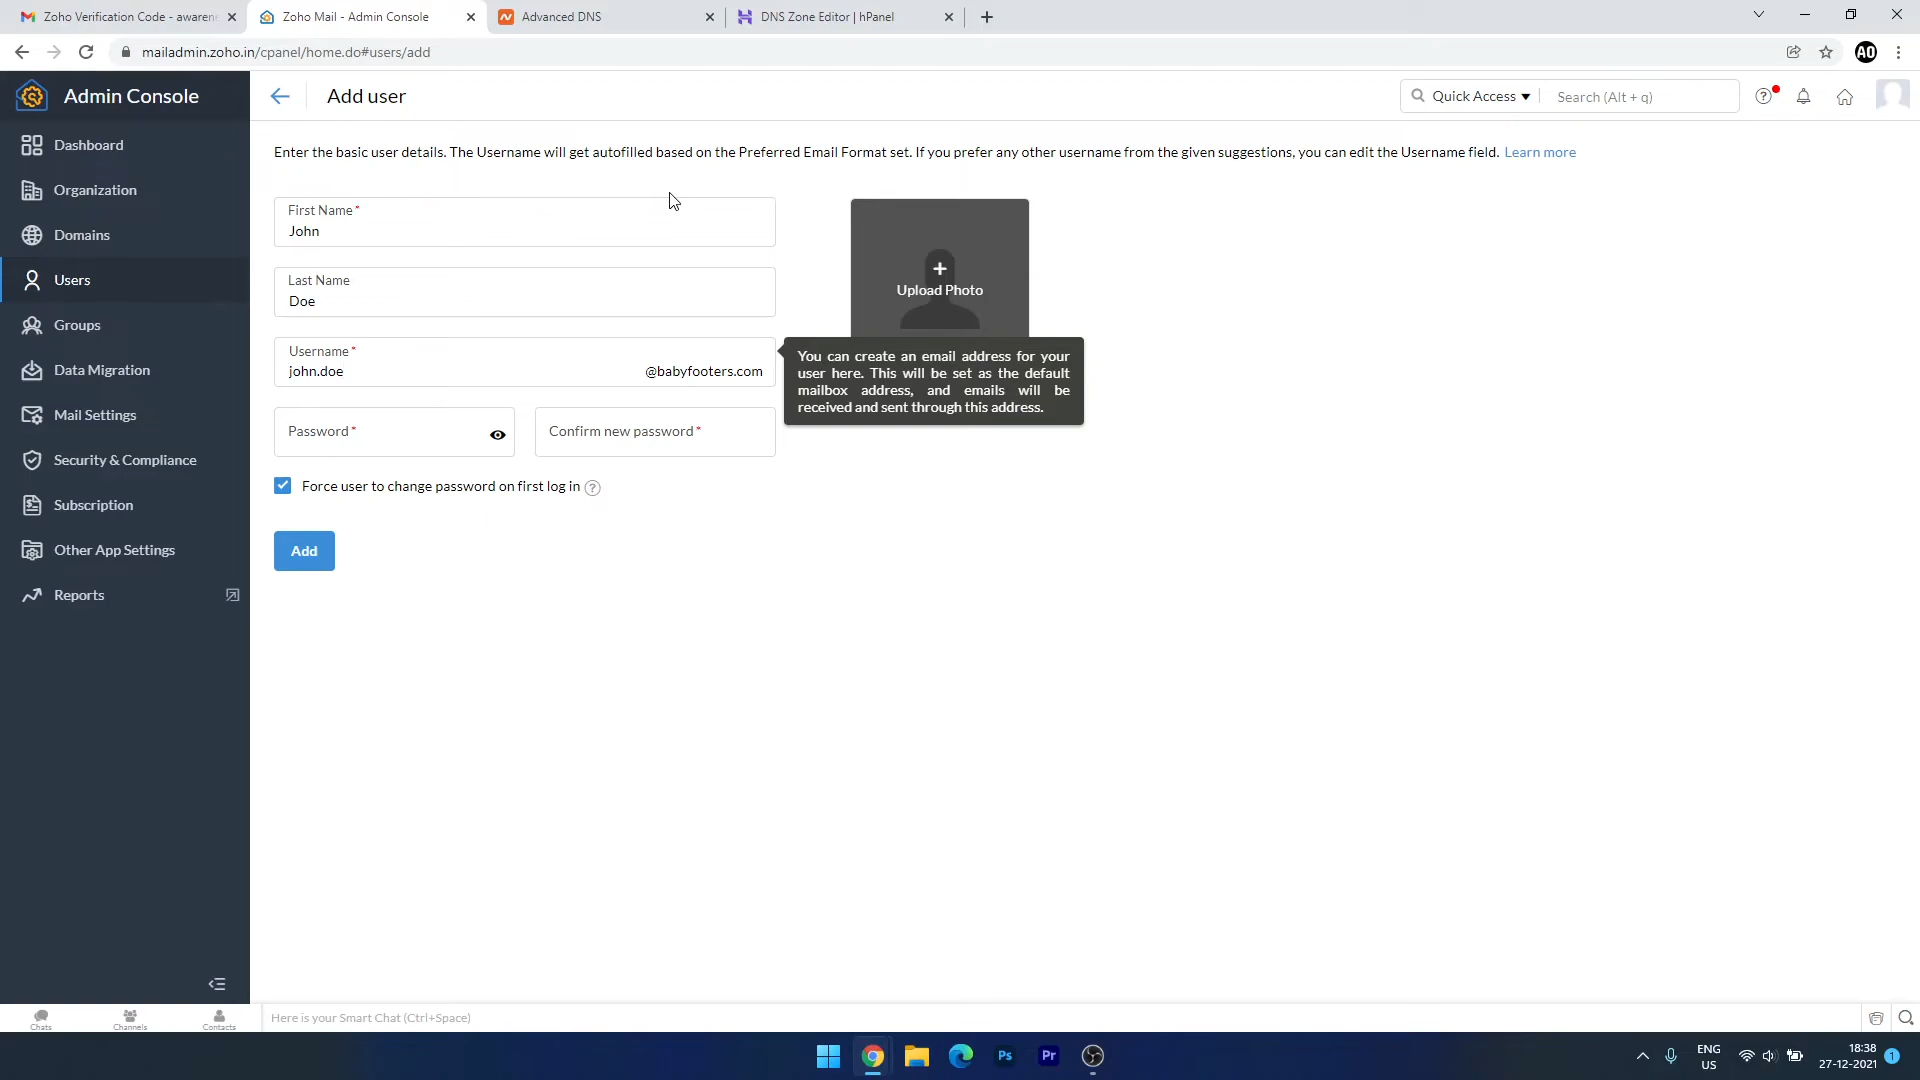 Zoho Verification Code - awaren
Zoho Mail - Admin Console
Advanced DNS
DNS Zone Editor | hPanel
mailadmin.zoho.in/cpanel/home.do#users/add
AO
Admin Console
Add user
Quick Access
Search (Alt + q)
Dashboard
Organization
Domains
Users
Groups
Data Migration
Mail Settings
Security & Compliance
Subscription
Other App Settings
Reports
Enter the basic user details. The Username will get autofilled based on the Preferred Email Format set. If you prefer any other username from the given suggestions, you can edit the Username field. Learn more
First Name*
John
Last Name
Doe
Username*
john.doe @babyfooters.com
Password*
Confirm new password*
Force user to change password on first log in ?
Add
+
Upload Photo
You can create an email address for your
user here. This will be set as the default
mailbox address, and emails will be
received and sent through this address.
Chats
Channels
Contacts
Here is your Smart Chat (Ctrl+Space)
Ps
Pr
ENG
US
18:38
27-12-2021
1